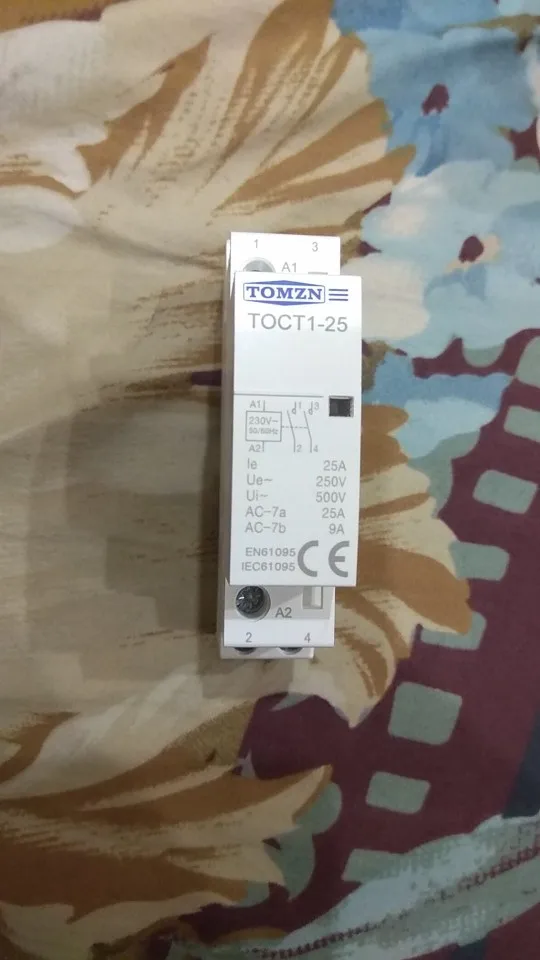 1 3
A1
TOMZN
TOCT1-25
A1 1 3
230V~
50/60Hz
A2 2 4
Ie 25A
Ue~ 250V
Ui~ 500V
AC-7a 25A
AC-7b 9A
EN61095
IEC61095 CE
A2
2 4